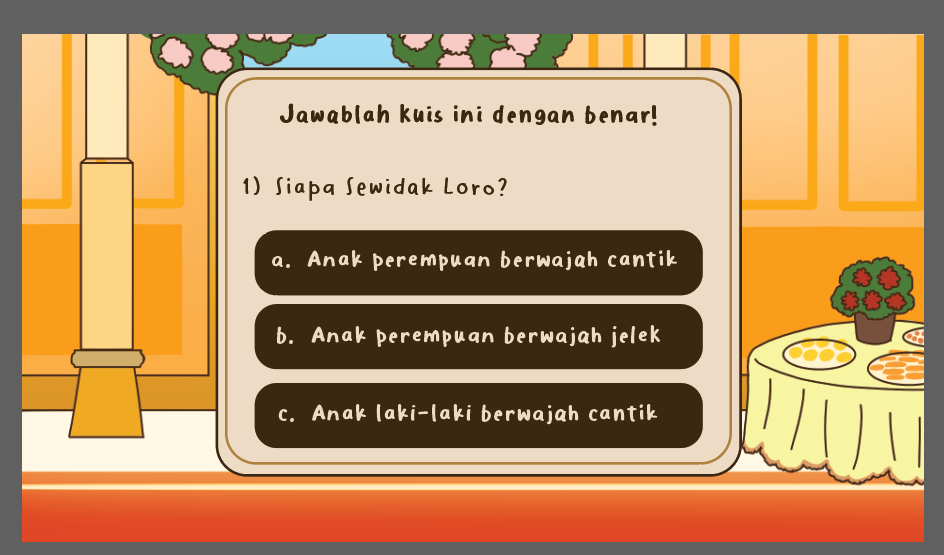 Jawablah kuis ini dengan benar!
1) Siapa Sewidak Loro?
a. Anak perempuan berwajah cantik
b. Anak perempuan berwajah jelek
c. Anak laki-laki berwajah cantik